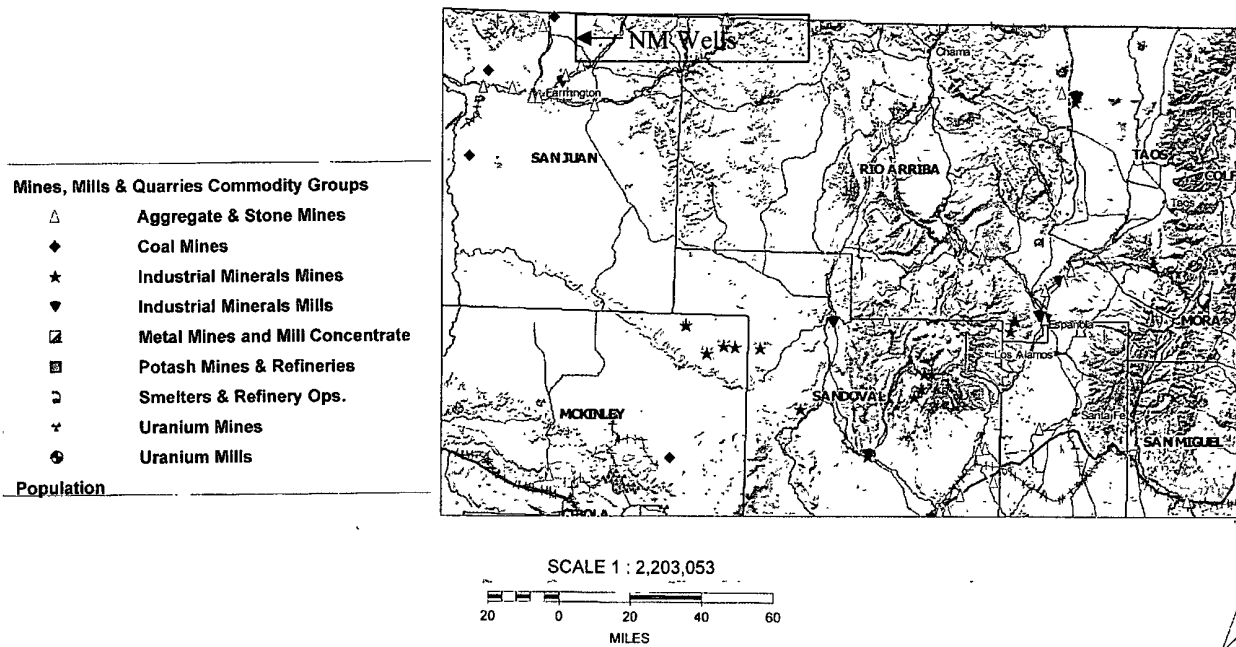 NM Wells
Chama
Farmington
Red
SAN JUAN
RIO ARRIBA
TAOS
COLF
Taos
Mines, Mills & Quarries Commodity Groups
Aggregate & Stone Mines
Coal Mines
Industrial Minerals Mines
Industrial Minerals Mills
Metal Mines and Mill Concentrate
Potash Mines & Refineries
Smelters & Refinery Ops.
Uranium Mines
Uranium Mills
Population
MORA
Espanola
Los Alamos
SANDOVAL
MCKINLEY
Santa Fe
SAN MIGUEL
CIBOLA
SCALE 1 : 2,203,053
20 0 20 40 60
MILES